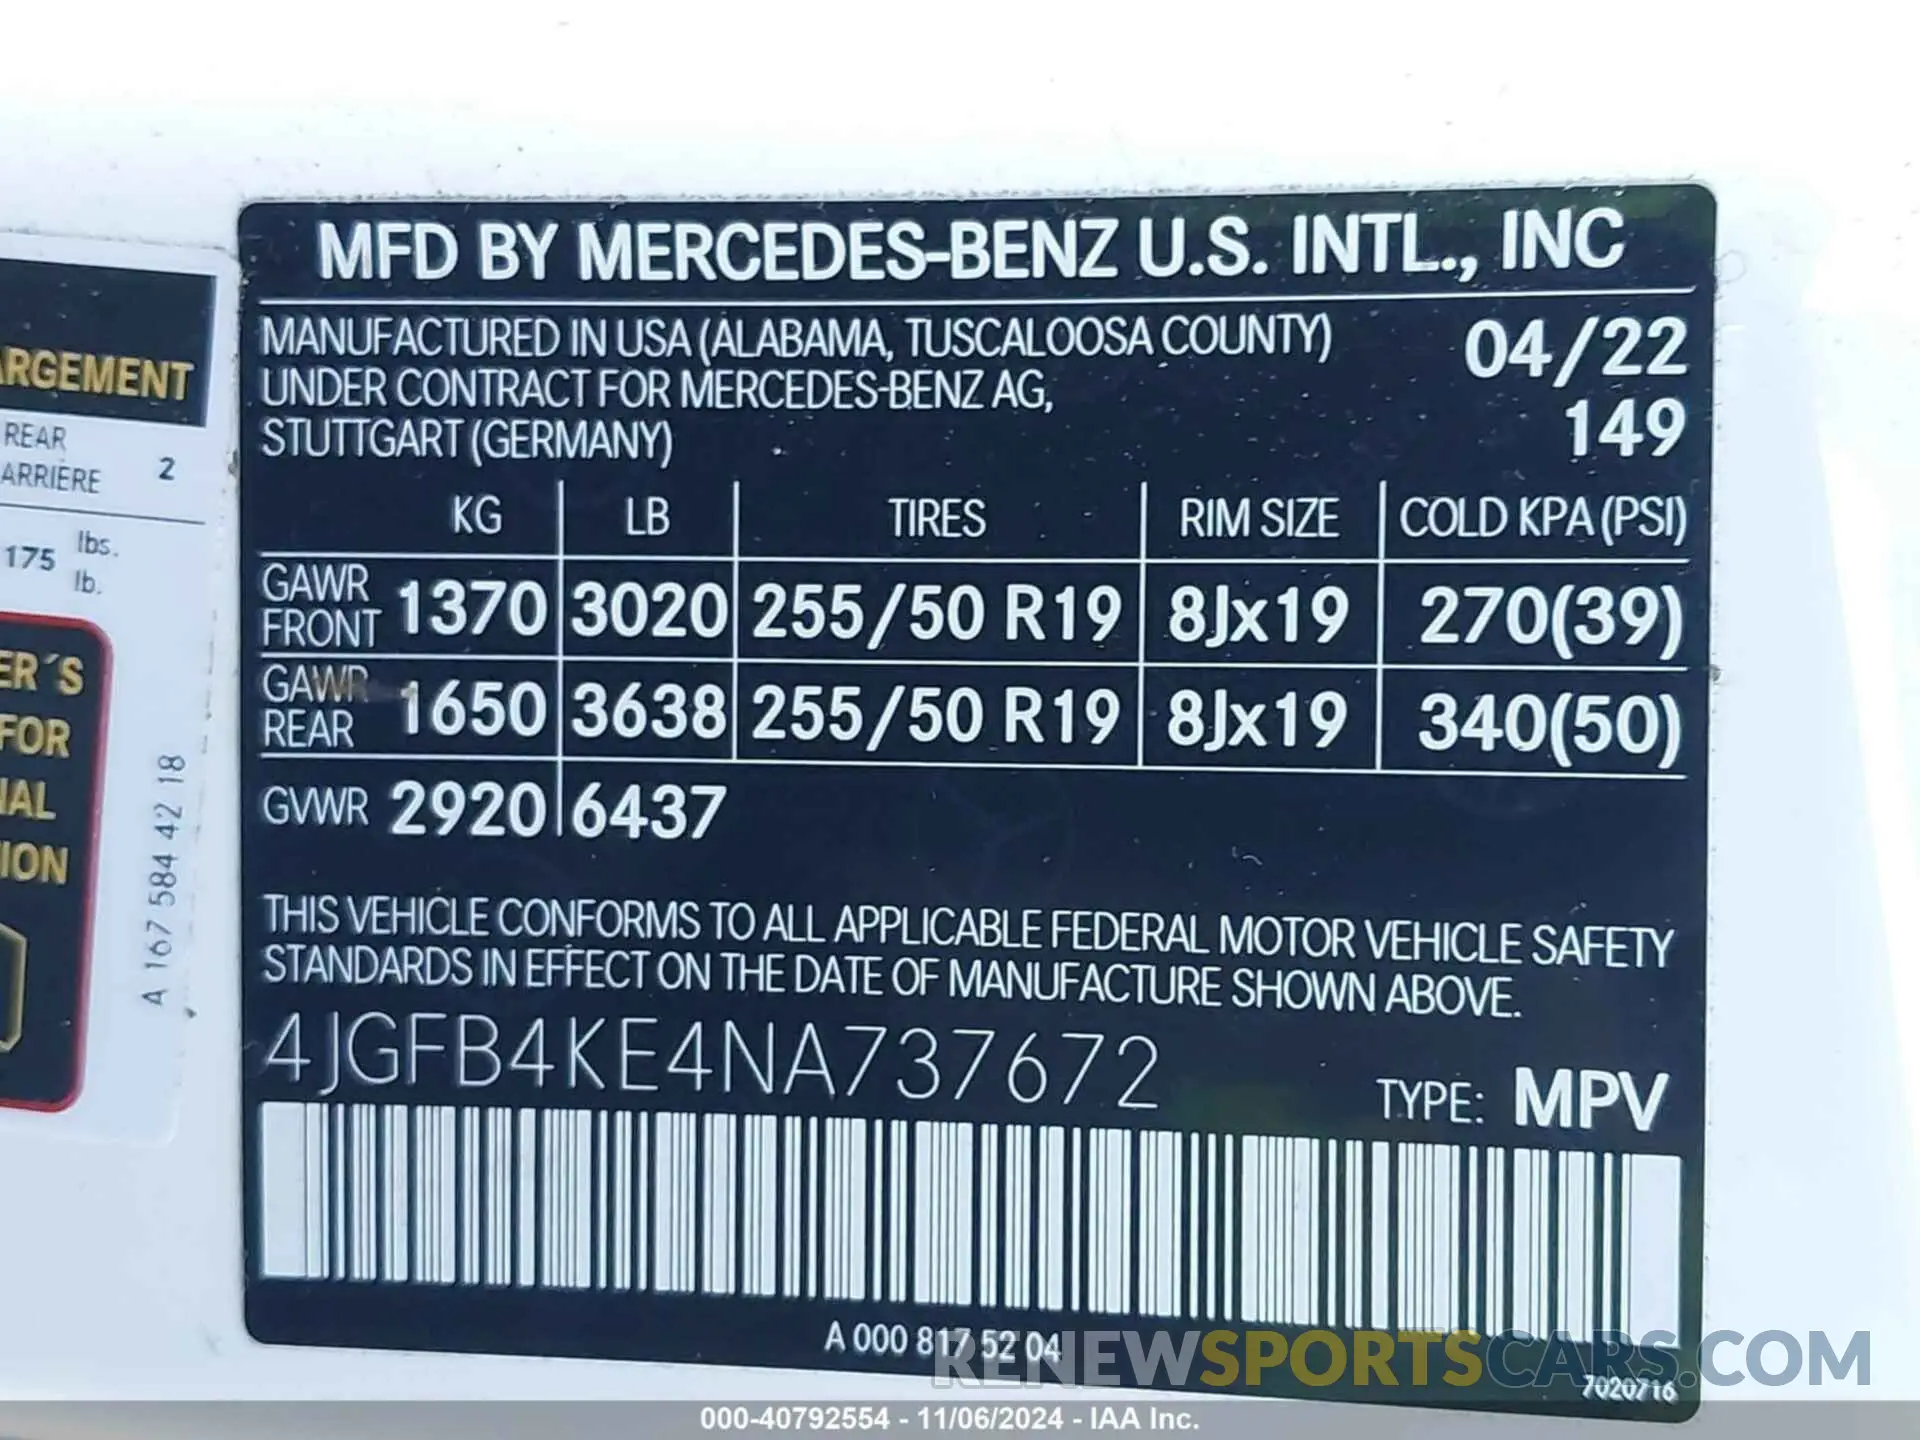 MFD BY MERCEDES-BENZ U.S. INTL., INC
MANUFACTURED IN USA (ALABAMA, TUSCALOOSA COUNTY) 04/22
UNDER CONTRACT FOR MERCEDES-BENZ AG,
STUTTGART (GERMANY) 149
KG LB TIRES RIM SIZE COLD KPA (PSI)
GAWR FRONT 1370 3020 255/50 R19 8Jx19 270(39)
GAWR REAR 1650 3638 255/50 R19 8Jx19 340(50)
GVWR 2920 6437
THIS VEHICLE CONFORMS TO ALL APPLICABLE FEDERAL MOTOR VEHICLE SAFETY
STANDARDS IN EFFECT ON THE DATE OF MANUFACTURE SHOWN ABOVE.
4JGFB4KE4NA737672
TYPE: MPV
A 000 817 52 04
7020716
ARGEMENT
REAR
ARRIÈRE 2
175 lbs.
lb.
ER´S
FOR
NAL
ION
A 167 584 42 18
RENEWSPORTSCARS.COM
000-40792554 - 11/06/2024 - IAA Inc.